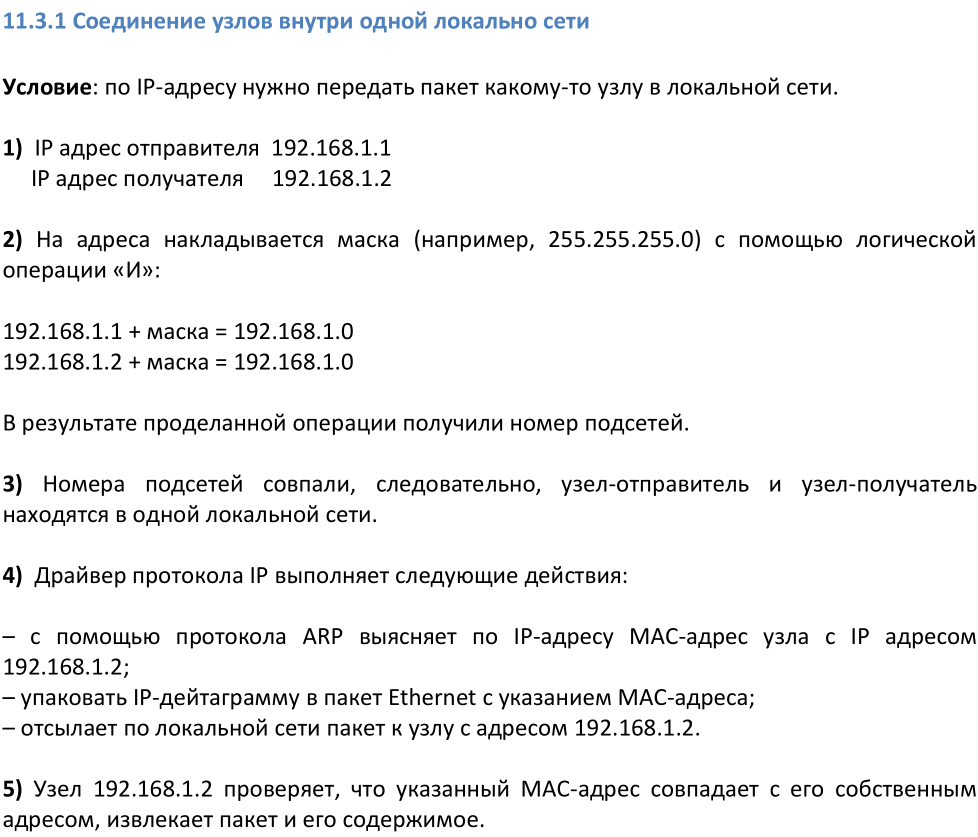 11.3.1 Соединение узлов внутри одной локально сети
Условие: по IP-адресу нужно передать пакет какому-то узлу в локальной сети.
1) IP адрес отправителя 192.168.1.1
IP адрес получателя 192.168.1.2
2) На адреса накладывается маска (например, 255.255.255.0) с помощью логической
операции «И»:
192.168.1.1 + маска = 192.168.1.0
192.168.1.2 + маска = 192.168.1.0
В результате проделанной операции получили номер подсетей.
3) Номера подсетей совпали, следовательно, узел-отправитель и узел-получатель
находятся в одной локальной сети.
4) Драйвер протокола IP выполняет следующие действия:
– с помощью протокола ARP выясняет по IP-адресу MAC-адрес узла с IP адресом
192.168.1.2;
– упаковать IP-дейтаграмму в пакет Ethernet с указанием MAC-адреса;
– отсылает по локальной сети пакет к узлу с адресом 192.168.1.2.
5) Узел 192.168.1.2 проверяет, что указанный MAC-адрес совпадает с его собственным
адресом, извлекает пакет и его содержимое.